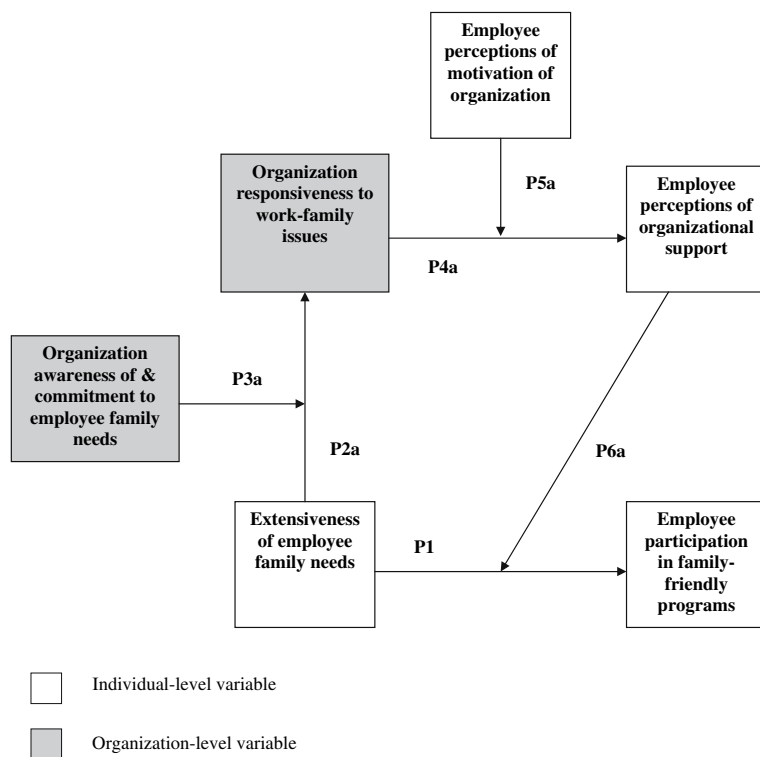 Employee
perceptions of
motivation of
organization
Organization
responsiveness to
work-family
issues
P5a
Employee
perceptions of
organizational
support
P4a
Organization
awareness of &
commitment to
employee family
needs
P3a
P2a
P6a
Extensiveness
of employee
family needs
P1
Employee
participation
in family-
friendly
programs
Individual-level variable
Organization-level variable